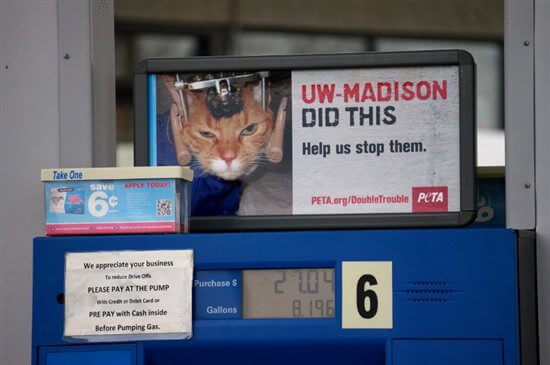 UW-MADISON
DID THIS
Help us stop them.
PETA.org/DoubleTrouble
PETA
Take One
save
6¢
APPLY TODAY!
We appreciate your business
To reduce Drive Offs
PLEASE PAY AT THE PUMP
With Credit or Debit Card or
PRE PAY with Cash inside
Before Pumping Gas.
Purchase $
27.04
Gallons
8.196
6